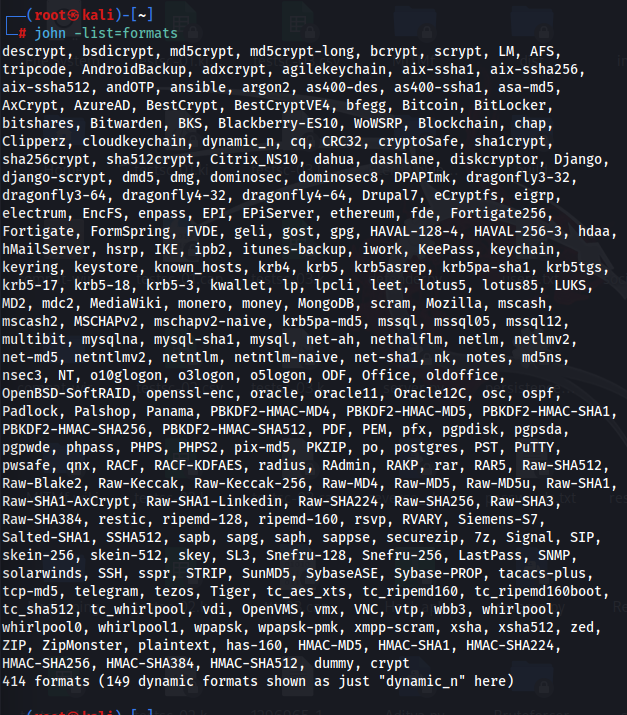 (root㉿kali)-[~]
# john -list=formats
descrypt, bsdicrypt, md5crypt, md5crypt-long, bcrypt, scrypt, LM, AFS,
tripcode, AndroidBackup, adxcrypt, agilekeychain, aix-ssha1, aix-ssha256,
aix-ssha512, andOTP, ansible, argon2, as400-des, as400-ssha1, asa-md5,
AxCrypt, AzureAD, BestCrypt, BestCryptVE4, bfegg, Bitcoin, BitLocker,
bitshares, Bitwarden, BKS, Blackberry-ES10, WoWSRP, Blockchain, chap,
Clipperz, cloudkeychain, dynamic_n, cq, CRC32, cryptoSafe, sha1crypt,
sha256crypt, sha512crypt, Citrix_NS10, dahua, dashlane, diskcryptor, Django,
django-scrypt, dmd5, dmg, dominosec, dominosec8, DPAPImk, dragonfly3-32,
dragonfly3-64, dragonfly4-32, dragonfly4-64, Drupal7, eCryptfs, eigrp,
electrum, EncFS, enpass, EPI, EPiServer, ethereum, fde, Fortigate256,
Fortigate, FormSpring, FVDE, geli, gost, gpg, HAVAL-128-4, HAVAL-256-3, hdaa,
hMailServer, hsrp, IKE, ipb2, itunes-backup, iwork, KeePass, keychain,
keyring, keystore, known_hosts, krb4, krb5, krb5asrep, krb5pa-sha1, krb5tgs,
krb5-17, krb5-18, krb5-3, kwallet, lp, lpcli, leet, lotus5, lotus85, LUKS,
MD2, mdc2, MediaWiki, monero, money, MongoDB, scram, Mozilla, mscash,
mscash2, MSCHAPv2, mschapv2-naive, krb5pa-md5, mssql, mssql05, mssql12,
multibit, mysqlna, mysql-sha1, mysql, net-ah, nethalflm, netlm, netlmv2,
net-md5, netntlmv2, netntlm, netntlm-naive, net-sha1, nk, notes, md5ns,
nsec3, NT, o10glogon, o3logon, o5logon, ODF, Office, oldoffice,
OpenBSD-SoftRAID, openssl-enc, oracle, oracle11, Oracle12C, osc, ospf,
Padlock, Palshop, Panama, PBKDF2-HMAC-MD4, PBKDF2-HMAC-MD5, PBKDF2-HMAC-SHA1,
PBKDF2-HMAC-SHA256, PBKDF2-HMAC-SHA512, PDF, PEM, pfx, pgpdisk, pgpsda,
pgpwde, phpass, PHPS, PHPS2, pix-md5, PKZIP, po, postgres, PST, PuTTY,
pwsafe, qnx, RACF, RACF-KDFAES, radius, RAdmin, RAKP, rar, RAR5, Raw-SHA512,
Raw-Blake2, Raw-Keccak, Raw-Keccak-256, Raw-MD4, Raw-MD5, Raw-MD5u, Raw-SHA1,
Raw-SHA1-AxCrypt, Raw-SHA1-Linkedin, Raw-SHA224, Raw-SHA256, Raw-SHA3,
Raw-SHA384, restic, ripemd-128, ripemd-160, rsvp, RVARY, Siemens-S7,
Salted-SHA1, SSHA512, sapb, sapg, saph, sappse, securezip, 7z, Signal, SIP,
skein-256, skein-512, skey, SL3, Snefru-128, Snefru-256, LastPass, SNMP,
solarwinds, SSH, sspr, STRIP, SunMD5, SybaseASE, Sybase-PROP, tacacs-plus,
tcp-md5, telegram, tezos, Tiger, tc_aes_xts, tc_ripemd160, tc_ripemd160boot,
tc_sha512, tc_whirlpool, vdi, OpenVMS, vmx, VNC, vtp, wbb3, whirlpool,
whirlpool0, whirlpool1, wpapsk, wpapsk-pmk, xmpp-scram, xsha, xsha512, zed,
ZIP, ZipMonster, plaintext, has-160, HMAC-MD5, HMAC-SHA1, HMAC-SHA224,
HMAC-SHA256, HMAC-SHA384, HMAC-SHA512, dummy, crypt
414 formats (149 dynamic formats shown as just "dynamic_n" here)